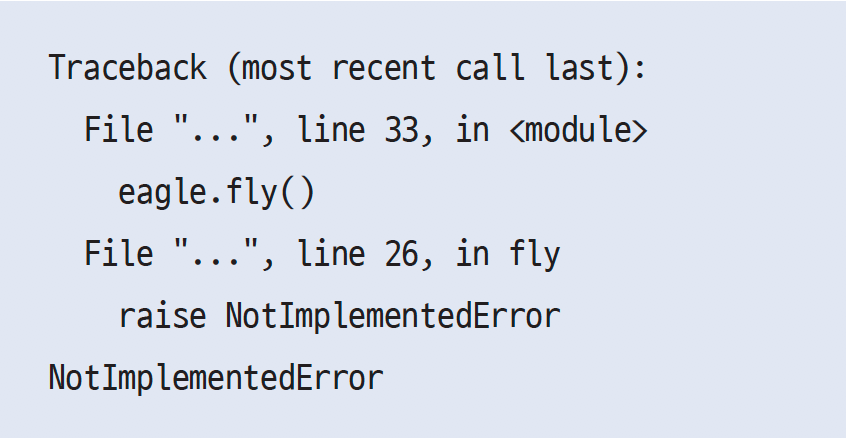 Traceback (most recent call last):
  File "...", line 33, in <module>
    eagle.fly()
  File "...", line 26, in fly
    raise NotImplementedError
NotImplementedError